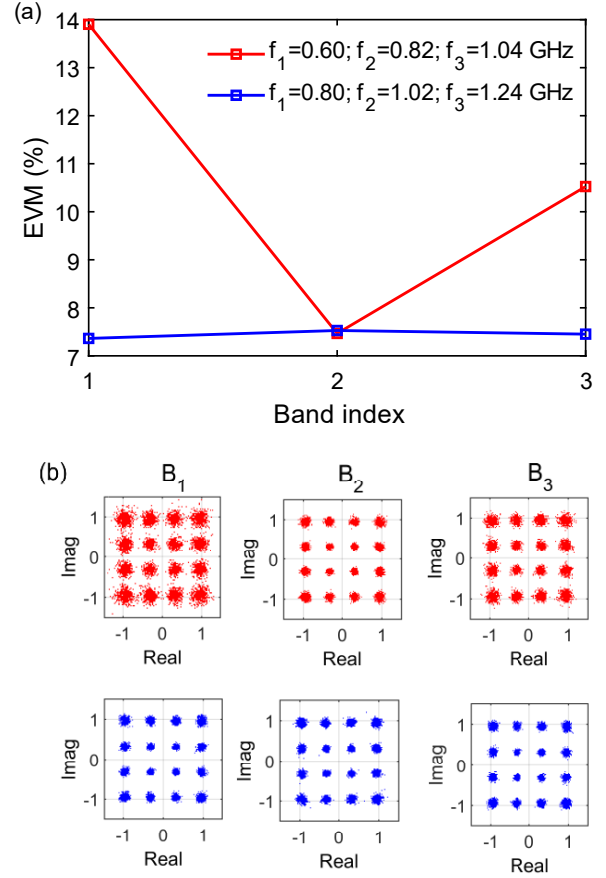 (a)
14
13
12
11
10
9
8
7
EVM (%)
f1=0.60; f2=0.82; f3=1.04 GHz
f1=0.80; f2=1.02; f3=1.24 GHz
1 2 3
Band index
(b) B1 B2 B3
1
0
-1
Imag
-1 0 1
Real
1
0
-1
Imag
-1 0 1
Real
1
0
-1
Imag
-1 0 1
Real
1
0
-1
Imag
-1 0 1
Real
1
0
-1
Imag
-1 0 1
Real
1
0
-1
Imag
-1 0 1
Real